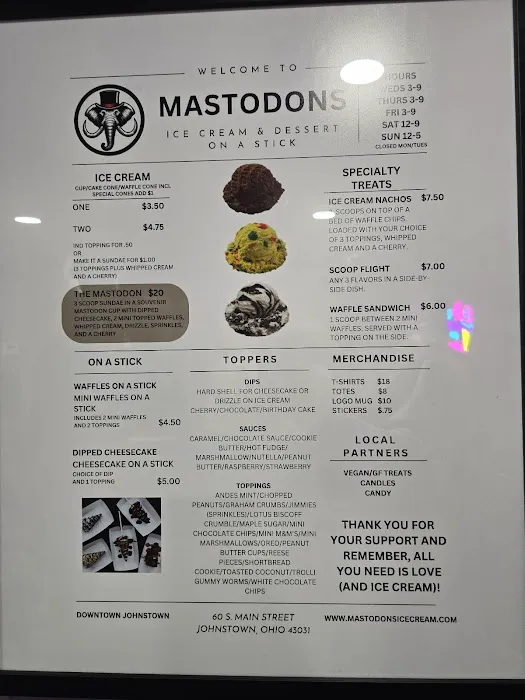 WELCOME TO
MASTODONS
ICE CREAM & DESSERT
ON A STICK
HOURS
WEDS 3-9
THURS 3-9
FRI 3-9
SAT 12-9
SUN 12-5
CLOSED MON/TUES
ICE CREAM
CUP/CAKE CONE/WAFFLE CONE INCL
SPECIAL CONES ADD $1
ONE $3.50
TWO $4.75
IND TOPPING FOR .50
OR
MAKE IT A SUNDAE FOR $1.00
(3 TOPPINGS PLUS WHIPPED CREAM
AND A CHERRY)
THE MASTODON $20
3 SCOOP SUNDAE IN A SOUVENIR
MASTODON CUP WITH DIPPED
CHEESECAKE, 2 MINI TOPPED WAFFLES,
WHIPPED CREAM, DRIZZLE, SPRINKLES,
AND A CHERRY
SPECIALTY
TREATS
ICE CREAM NACHOS $7.50
SCOOPS ON TOP OF A
BED OF WAFFLE CHIPS.
LOADED WITH YOUR CHOICE
OF 3 TOPPINGS, WHIPPED
CREAM AND A CHERRY.
SCOOP FLIGHT $7.00
ANY 3 FLAVORS IN A SIDE-BY-
SIDE DISH.
WAFFLE SANDWICH $6.00
1 SCOOP BETWEEN 2 MINI
WAFFLES. SERVED WITH A
TOPPING ON THE SIDE.
ON A STICK
WAFFLES ON A STICK
MINI WAFFLES ON A
STICK
INCLUDES 2 MINI WAFFLES
AND 2 TOPPINGS $4.50
DIPPED CHEESECAKE
CHEESECAKE ON A STICK
CHOICE OF DIP
AND 1 TOPPING $5.00
TOPPERS
DIPS
HARD SHELL FOR CHEESECAKE OR
DRIZZLE ON ICE CREAM
CHERRY/CHOCOLATE/BIRTHDAY CAKE
SAUCES
CARAMEL/CHOCOLATE SAUCE/COOKIE
BUTTER/HOT FUDGE/
MARSHMALLOW/NUTELLA/PEANUT
BUTTER/RASPBERRY/STRAWBERRY
TOPPINGS
ANDES MINT/CHOPPED
PEANUTS/GRAHAM CRUMBS/JIMMIES
(SPRINKLES)/LOTUS BISCOFF
CRUMBLE/MAPLE SUGAR/MINI
CHOCOLATE CHIPS/MINI M&M'S/MINI
MARSHMALLOWS/OREO/PEANUT
BUTTER CUPS/REESE
PIECES/SHORTBREAD
COOKIE/TOASTED COCONUT/TROLLI
GUMMY WORMS/WHITE CHOCOLATE
CHIPS
MERCHANDISE
T-SHIRTS $18
TOTES $8
LOGO MUG $10
STICKERS $.75
LOCAL
PARTNERS
VEGAN/GF TREATS
CANDLES
CANDY
THANK YOU FOR
YOUR SUPPORT AND
REMEMBER, ALL
YOU NEED IS LOVE
(AND ICE CREAM)!
DOWNTOWN JOHNSTOWN
60 S. MAIN STREET
JOHNSTOWN, OHIO 43031
WWW.MASTODONSICECREAM.COM